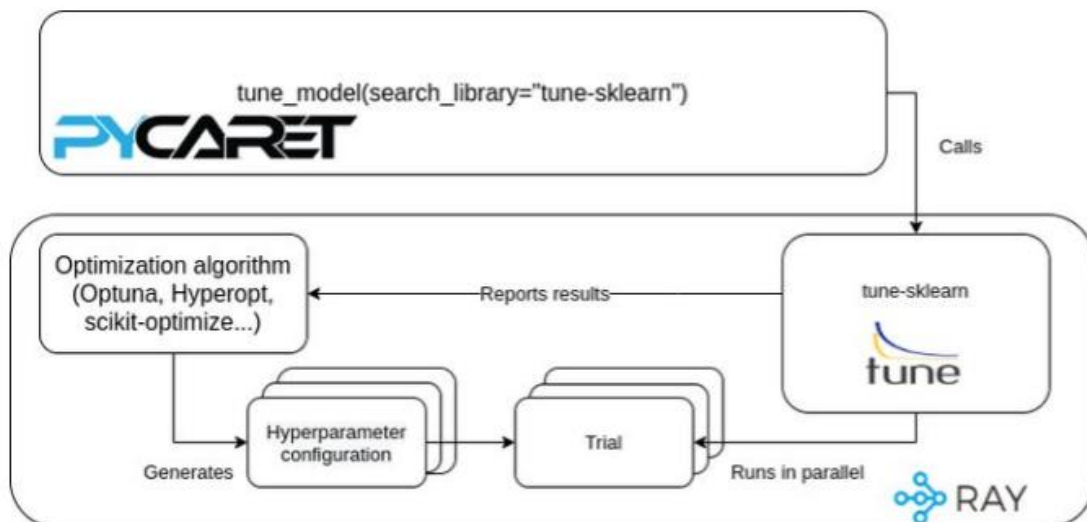 tune_model(search_library="tune-sklearn")
PYCARET
Calls
Optimization algorithm
(Optuna, Hyperopt,
scikit-optimize...)
Reports results
tune-sklearn
tune
Hyperparameter
configuration
Trial
Generates
Runs in parallel
RAY